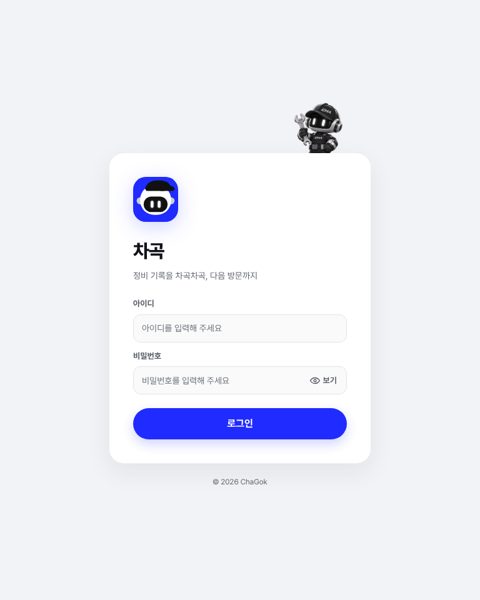 차곡
정비 기록을 차곡차곡, 다음 방문까지
아이디
아이디를 입력해 주세요
비밀번호
비밀번호를 입력해 주세요
보기
로그인
© 2026 ChaGok